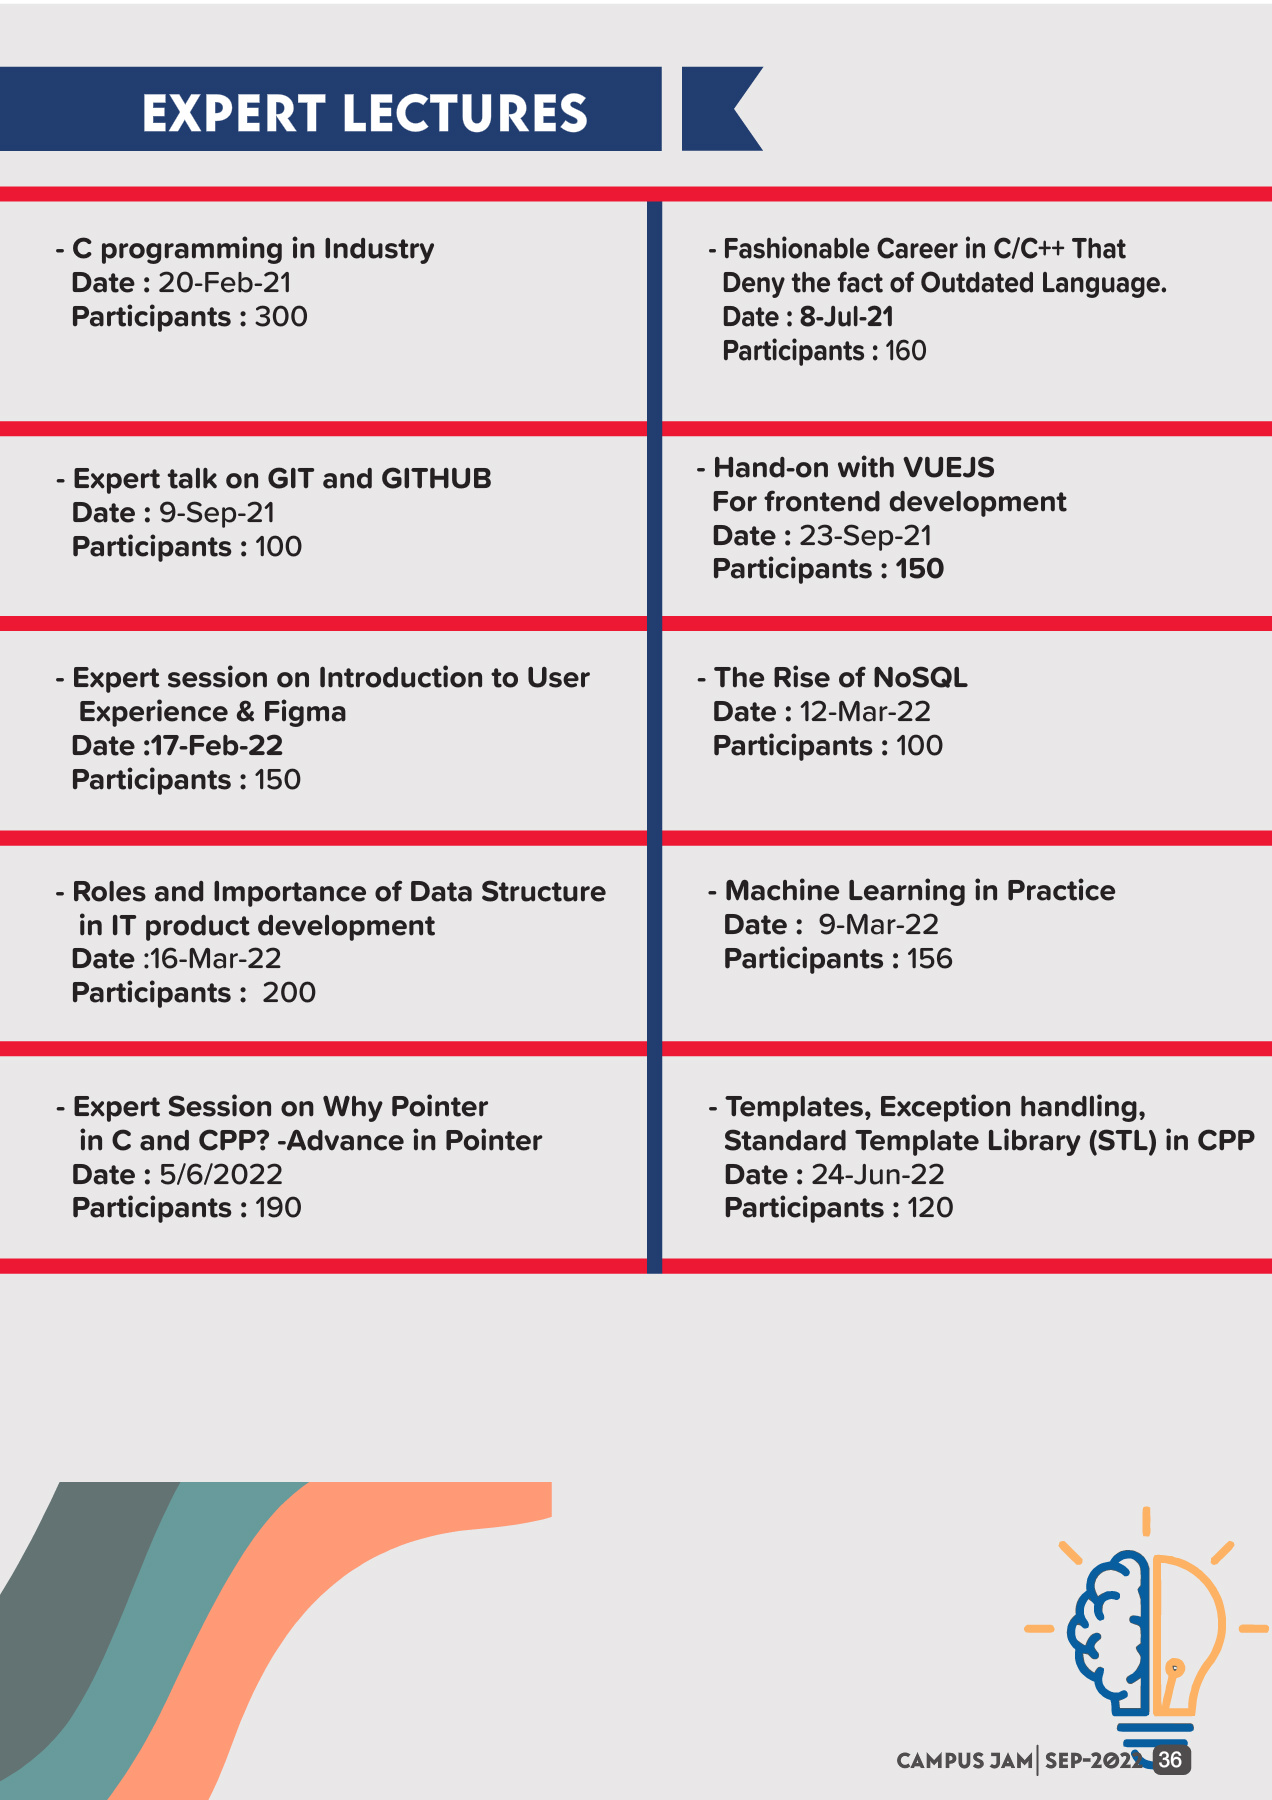 EXPERT LECTURES
- C programming in Industry
Date : 20-Feb-21
Participants : 300
- Fashionable Career in C/C++ That
Deny the fact of Outdated Language.
Date : 8-Jul-21
Participants : 160
- Expert talk on GIT and GITHUB
Date : 9-Sep-21
Participants : 100
- Hand-on with VUEJS
For frontend development
Date : 23-Sep-21
Participants : 150
- Expert session on Introduction to User
Experience & Figma
Date :17-Feb-22
Participants : 150
- The Rise of NoSQL
Date : 12-Mar-22
Participants : 100
- Roles and Importance of Data Structure
in IT product development
Date :16-Mar-22
Participants : 200
- Machine Learning in Practice
Date : 9-Mar-22
Participants : 156
- Expert Session on Why Pointer
in C and CPP? -Advance in Pointer
Date : 5/6/2022
Participants : 190
- Templates, Exception handling,
Standard Template Library (STL) in CPP
Date : 24-Jun-22
Participants : 120
CAMPUS JAM| SEP-2022 36